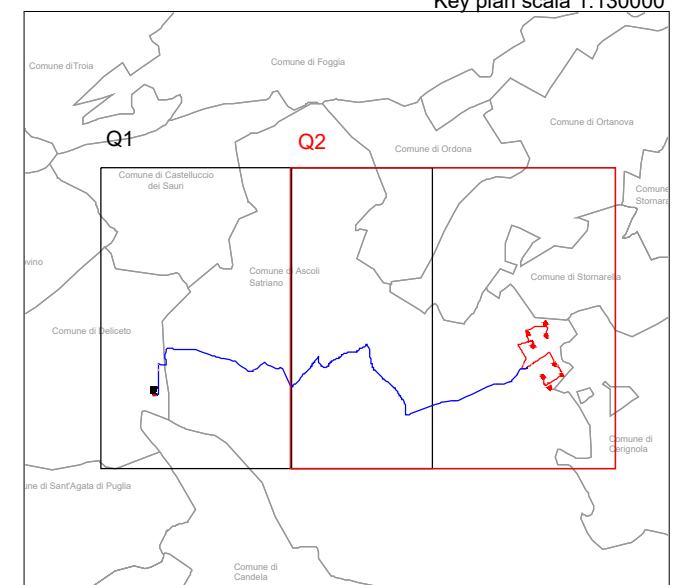 Key plan scala 1:130000
Comune diTroia
Comune di Foggia
Comune di Ortanova
Q1
Q2
Comune di Ordona
Comune di Castelluccio
dei Sauri
Comune
Stornara
vino
Comune di Ascoli
Satriano
Comune di Stornarella
Comune di Deliceto
Comune di
Cerignola
une di Sant'Agata di Puglia
Comune di
Candela